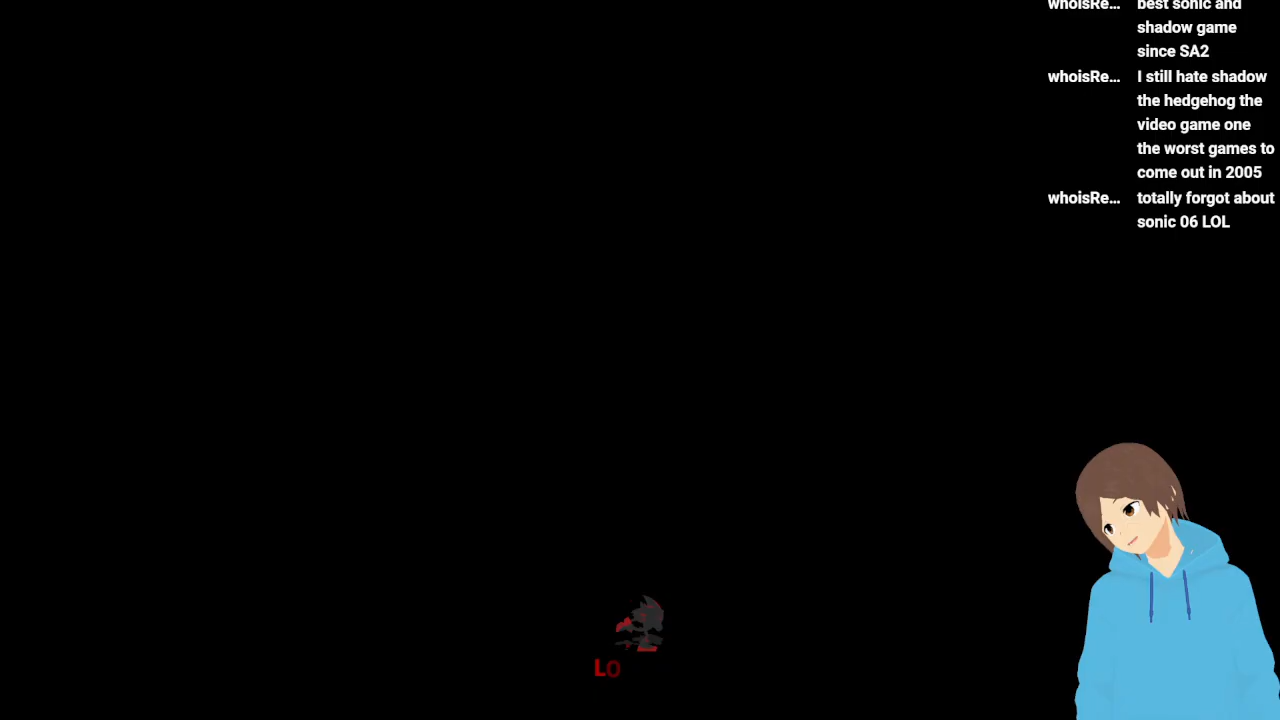 whoisRe... best sonic and
shadow game
since SA2
whoisRe... I still hate shadow
the hedgehog the
video game one
the worst games to
come out in 2005
whoisRe... totally forgot about
sonic 06 LOL
LO